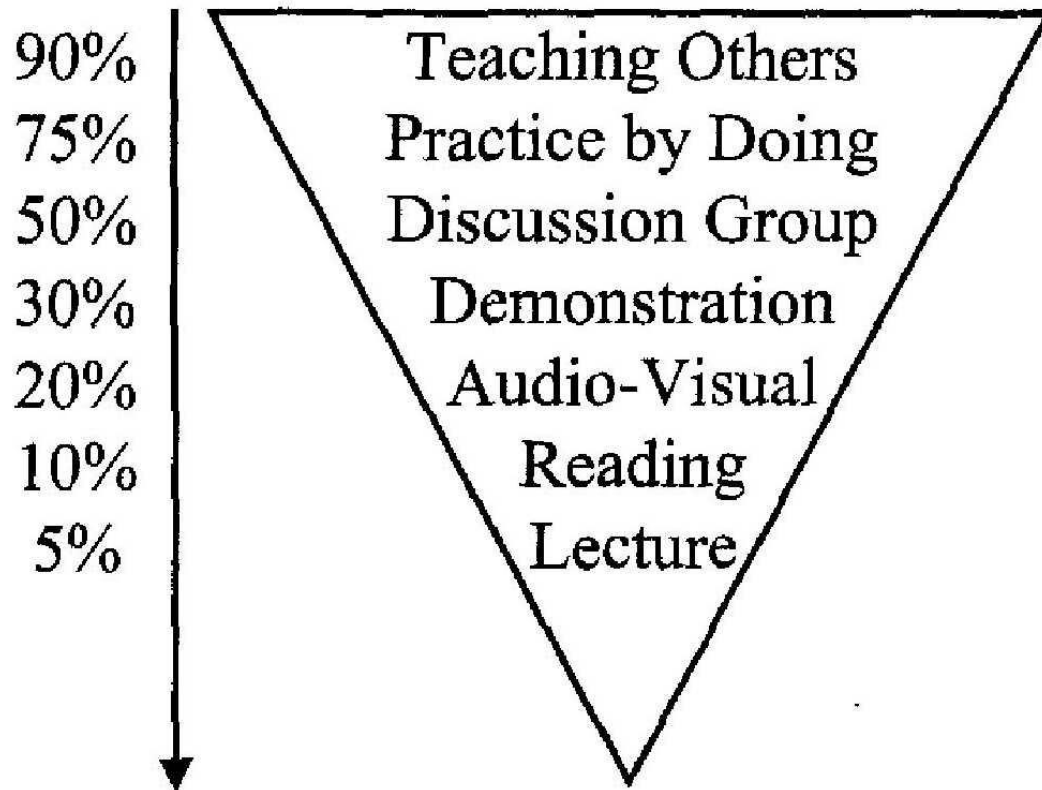 90% Teaching Others
75% Practice by Doing
50% Discussion Group
30% Demonstration
20% Audio-Visual
10% Reading
5% Lecture